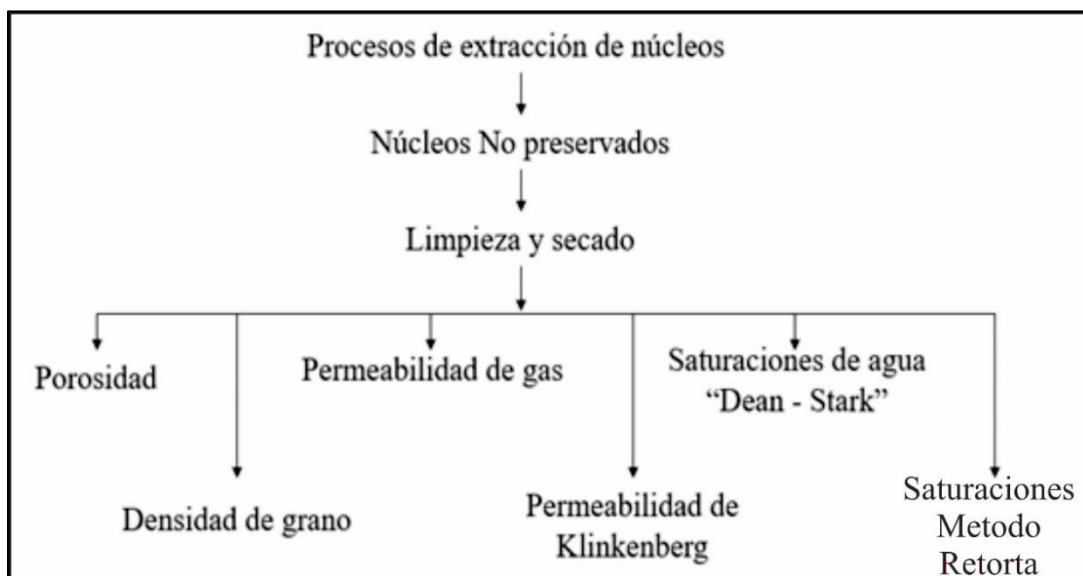 Procesos de extracción de núcleos
Núcleos No preservados
Limpieza y secado
Porosidad
Permeabilidad de gas
Saturaciones de agua
“Dean - Stark”
Densidad de grano
Permeabilidad de
Klinkenberg
Saturaciones
Metodo
Retorta